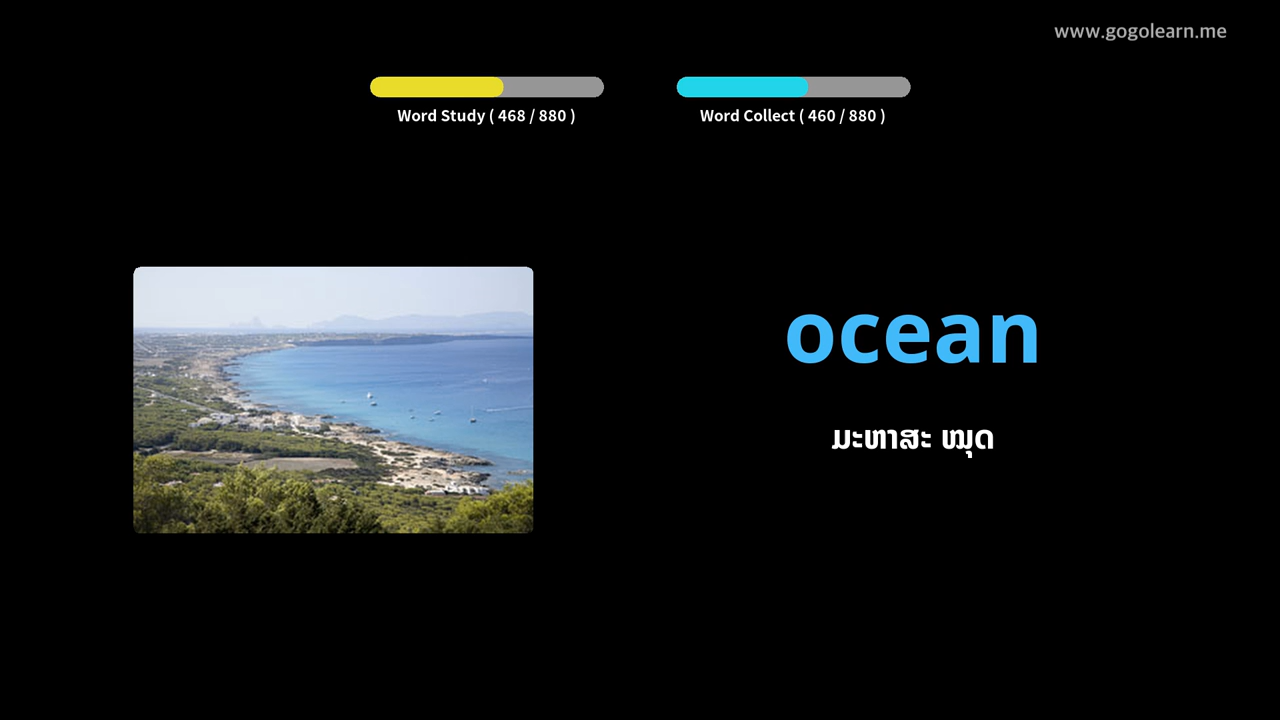 www.gogolearn.me
Word Study ( 468 / 880 )
Word Collect ( 460 / 880 )
ocean
ມະຫາສະ ໝຸດ